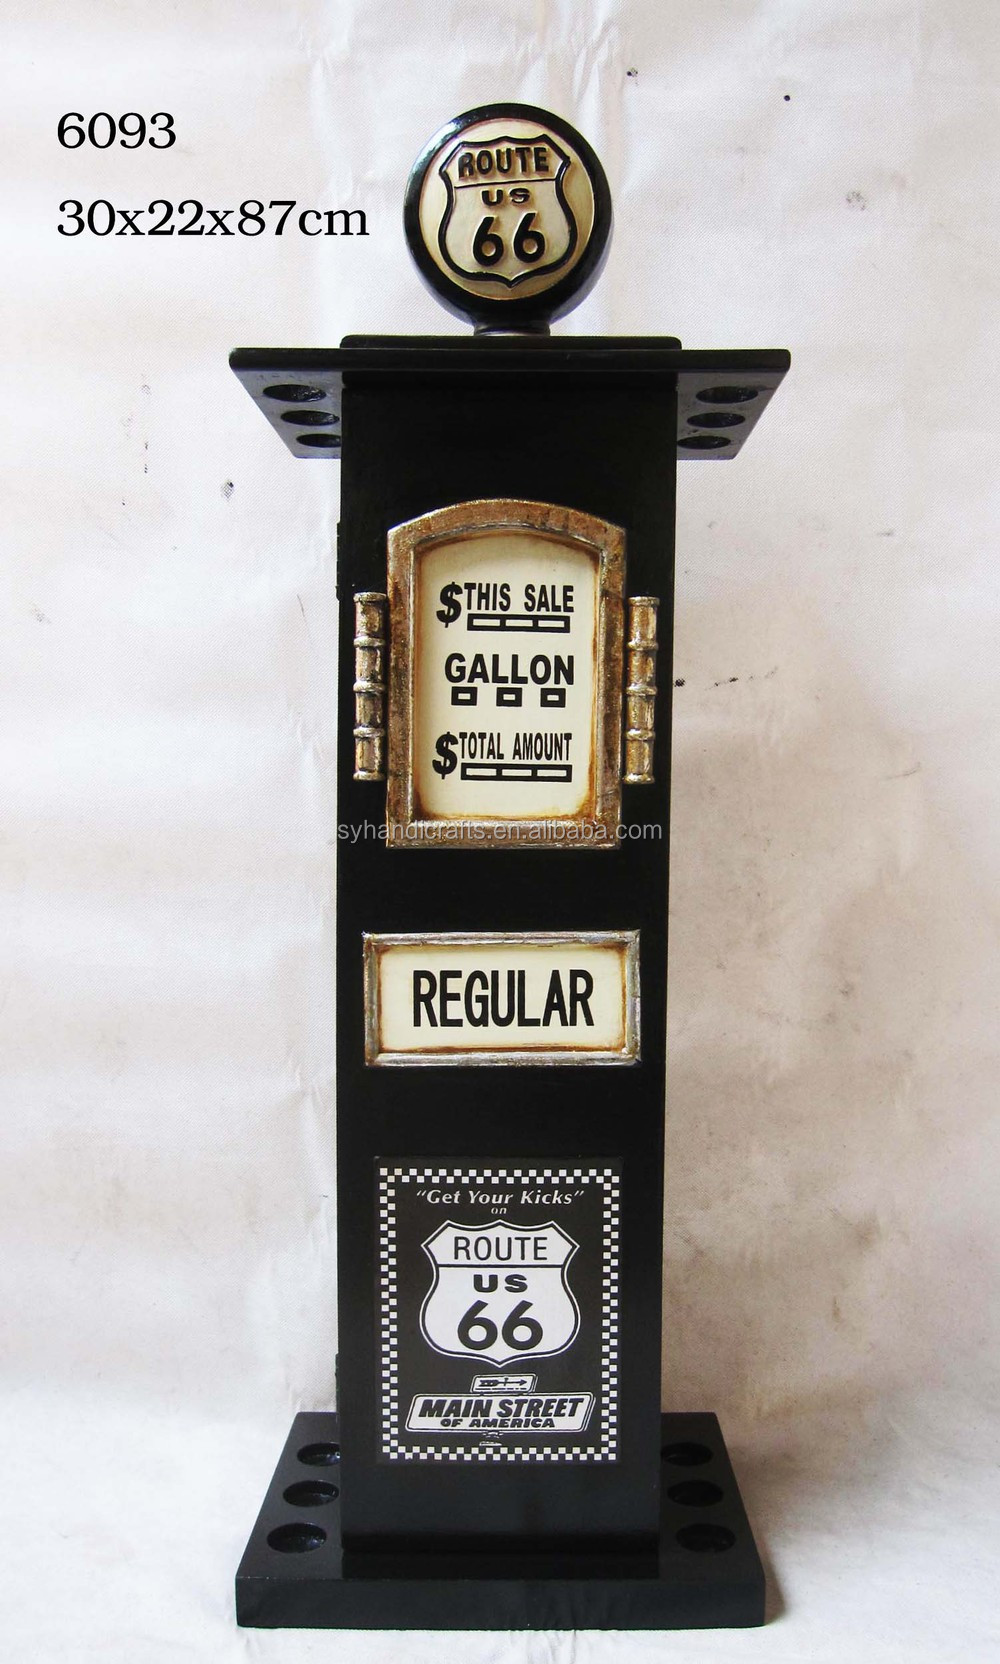 6093
30x22x87cm
ROUTE
US
66
$THIS SALE
GALLON
$TOTAL AMOUNT
syhandicrafts.en.alibaba.com
REGULAR
"Get Your Kicks"
on
ROUTE
US
66
MAIN STREET
OF AMERICA